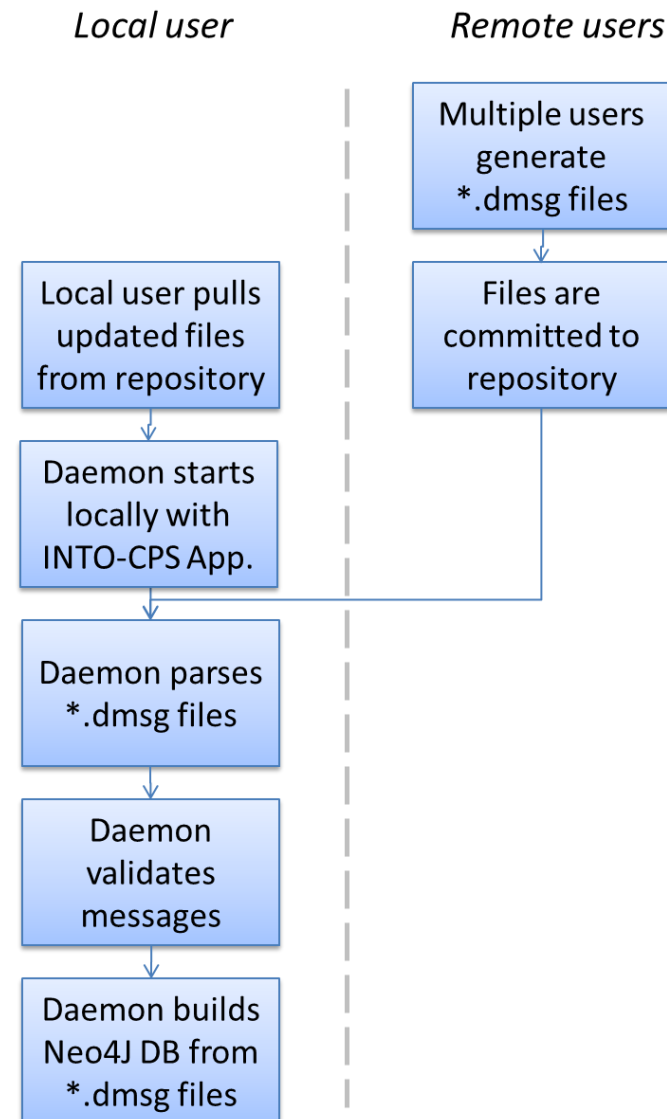 Local user
Remote users
Multiple users
generate
*.dmsg files
Local user pulls
updated files
from repository
Files are
committed to
repository
Daemon starts
locally with
INTO-CPS App.
Daemon parses
*.dmsg files
Daemon
validates
messages
Daemon builds
Neo4J DB from
*.dmsg files